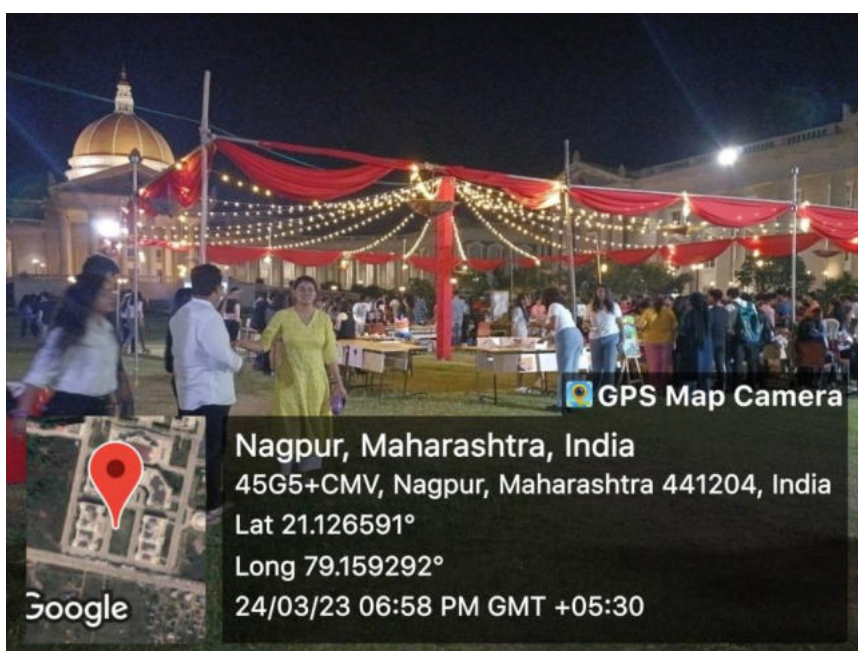 GPS Map Camera
Nagpur, Maharashtra, India
45G5+CMV, Nagpur, Maharashtra 441204, India
Lat 21.126591°
Long 79.159292°
24/03/23 06:58 PM GMT +05:30
Google